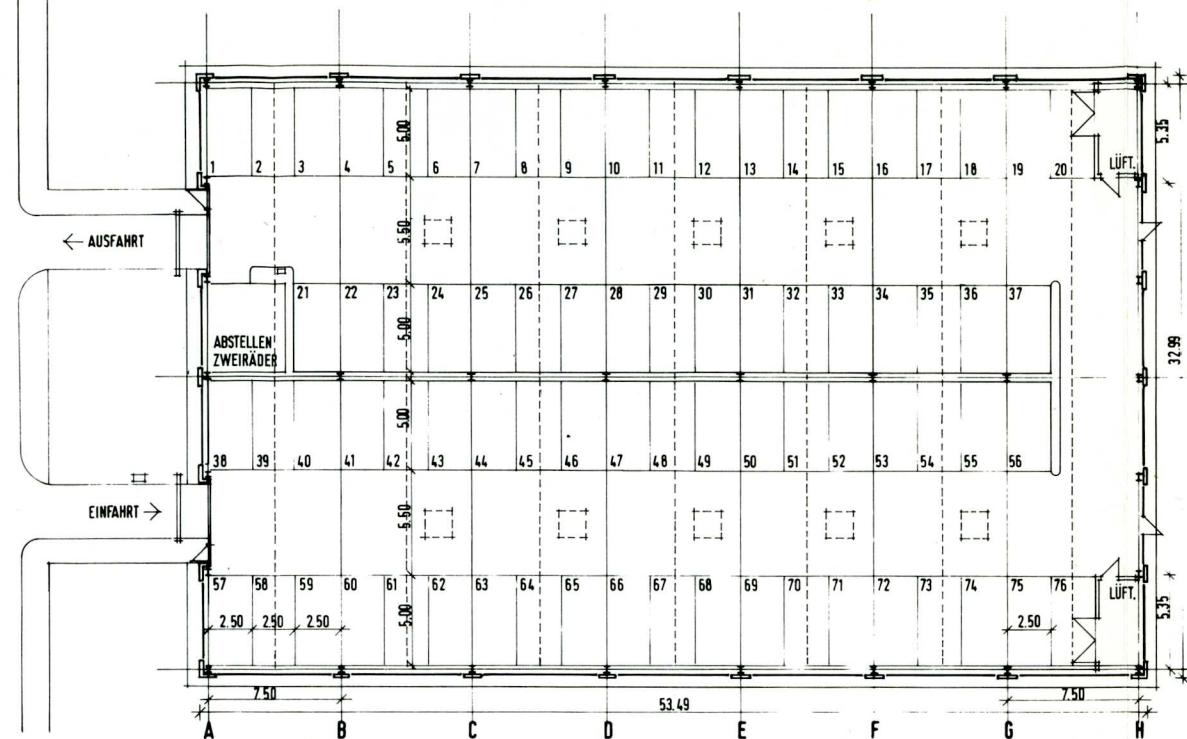 5.00
5.35
1 2 3 4 5 6 7 8 9 10 11 12 13 14 15 16 17 18 19 20
LÜFT.
← AUSFAHRT
5.50
21 22 23 24 25 26 27 28 29 30 31 32 33 34 35 36 37
5.00
ABSTELLEN
ZWEIRÄDER
32.99
5.00
38 39 40 41 42 43 44 45 46 47 48 49 50 51 52 53 54 55 56
EINFAHRT →
5.50
57 58 59 60 61 62 63 64 65 66 67 68 69 70 71 72 73 74 75 76
LÜFT.
5.35
5.00
2.50 2.50 2.50 2.50
7.50 53.49 7.50
A B C D E F G H